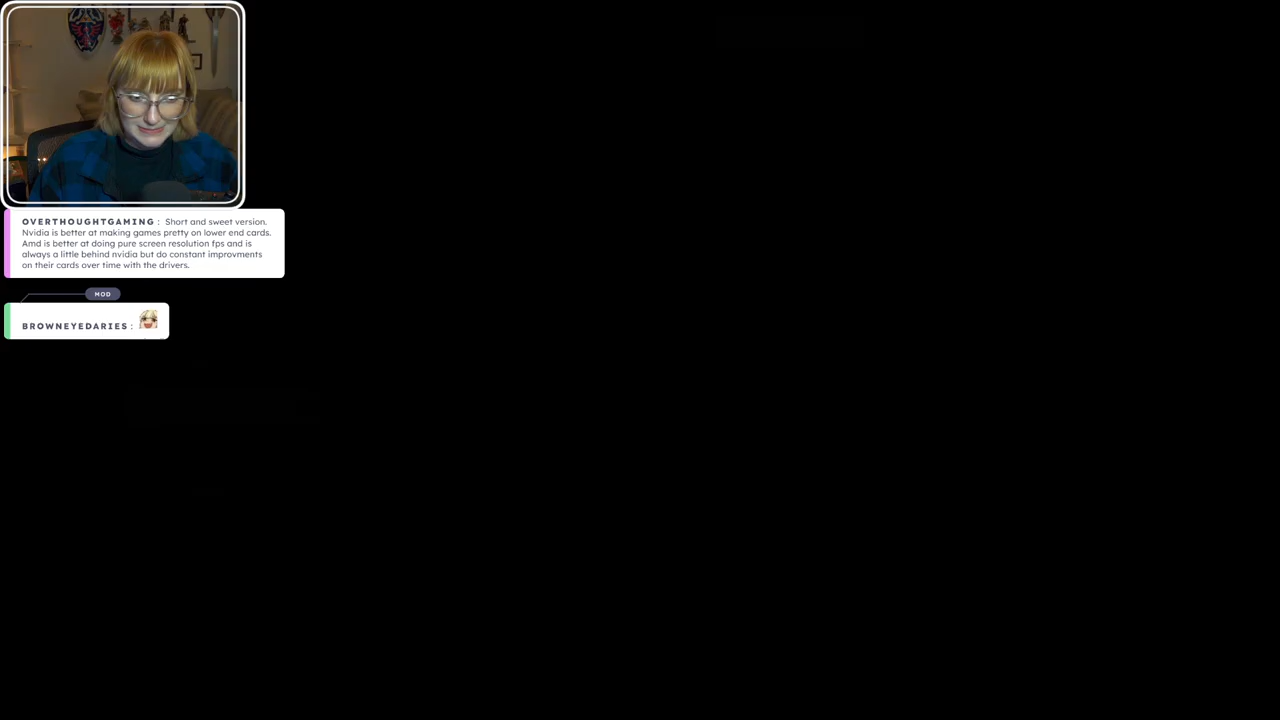 OVERTHOUGHTGAMING : Short and sweet version.
Nvidia is better at making games pretty on lower end cards.
Amd is better at doing pure screen resolution fps and is
always a little behind nvidia but do constant improvments
on their cards over time with the drivers.
MOD
BROWNEYEDARIES :